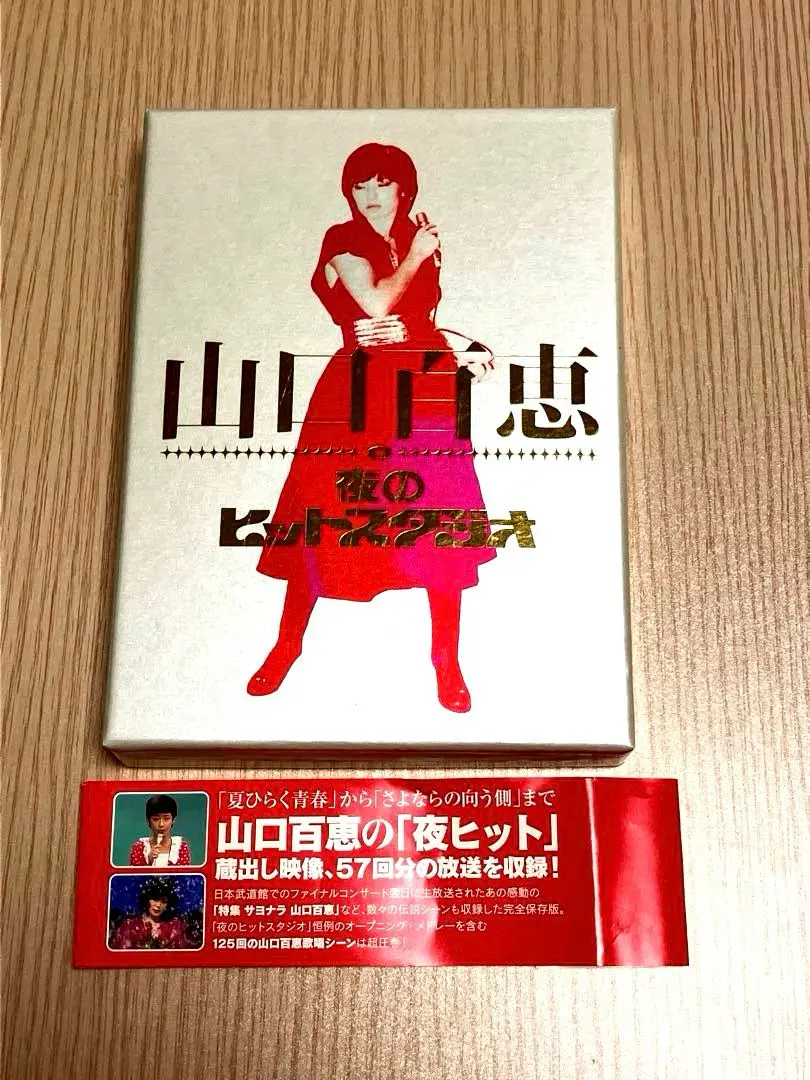 山口百恵
夜の
ヒットスタジオ
「夏ひらく青春」から「さよならの向う側」まで
山口百恵の「夜ヒット」
蔵出し映像、57回分の放送を収録!
日本武道館でのファイナルコンサート翌日に生放送されたあの感動の
「特集 サヨナラ 山口百恵」など、数々の伝説シーンも収録した完全保存版。
「夜のヒットスタジオ」恒例のオープニング・メドレーを含む
125回の山口百恵歌唱シーンは超圧巻!